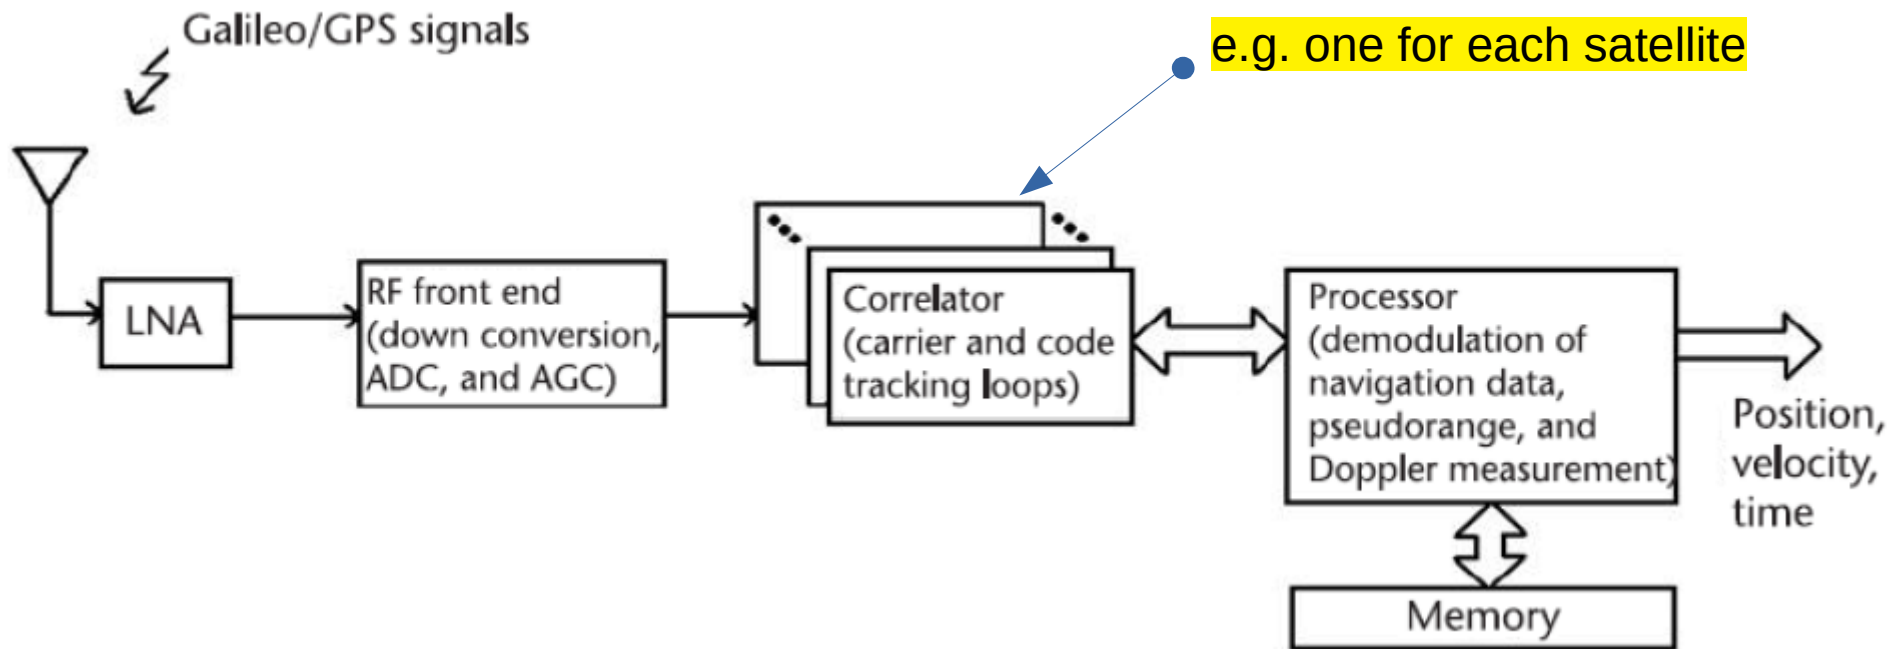 Galileo/GPS signals
e.g. one for each satellite
LNA
RF front end
(down conversion,
ADC, and AGC)
Correlator
(carrier and code
tracking loops)
Processor
(demodulation of
navigation data,
pseudorange, and
Doppler measurement)
Position,
velocity,
time
Memory